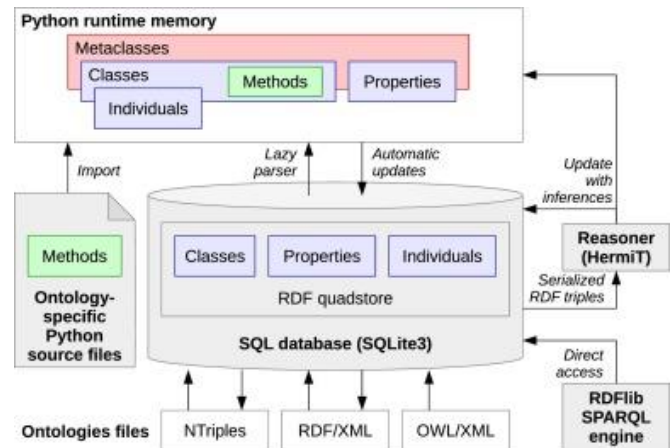 Python runtime memory
Metaclasses
Classes
Methods
Properties
Individuals
Import
Lazy
parser
Automatic
updates
Update
with
inferences
Methods
Ontology-
specific
Python
source files
Classes
Properties
Individuals
RDF quadstore
SQL database (SQLite3)
Reasoner
(HermiT)
Serialized
RDF triples
Direct
access
RDFlib
SPARQL
engine
Ontologies files
NTriples
RDF/XML
OWL/XML